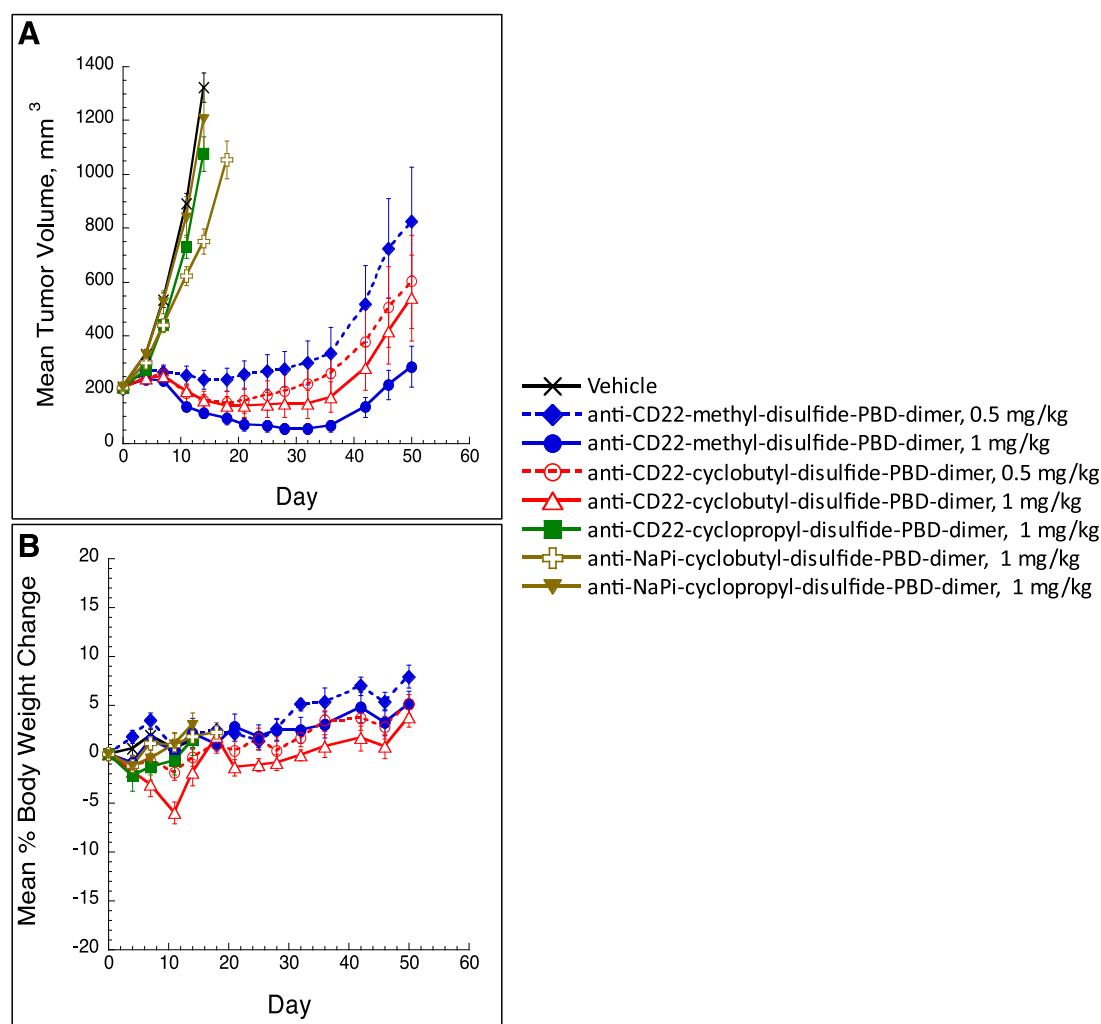 A
1400
1200
1000
800
600
400
200
0
Mean Tumor Volume, mm 3
0 10 20 30 40 50 60
Day
Vehicle
anti-CD22-methyl-disulfide-PBD-dimer, 0.5 mg/kg
anti-CD22-methyl-disulfide-PBD-dimer, 1 mg/kg
anti-CD22-cyclobutyl-disulfide-PBD-dimer, 0.5 mg/kg
anti-CD22-cyclobutyl-disulfide-PBD-dimer, 1 mg/kg
anti-CD22-cyclopropyl-disulfide-PBD-dimer, 1 mg/kg
anti-NaPi-cyclobutyl-disulfide-PBD-dimer, 1 mg/kg
anti-NaPi-cyclopropyl-disulfide-PBD-dimer, 1 mg/kg
B
20
15
10
5
0
-5
-10
-15
-20
Mean % Body Weight Change
0 10 20 30 40 50 60
Day